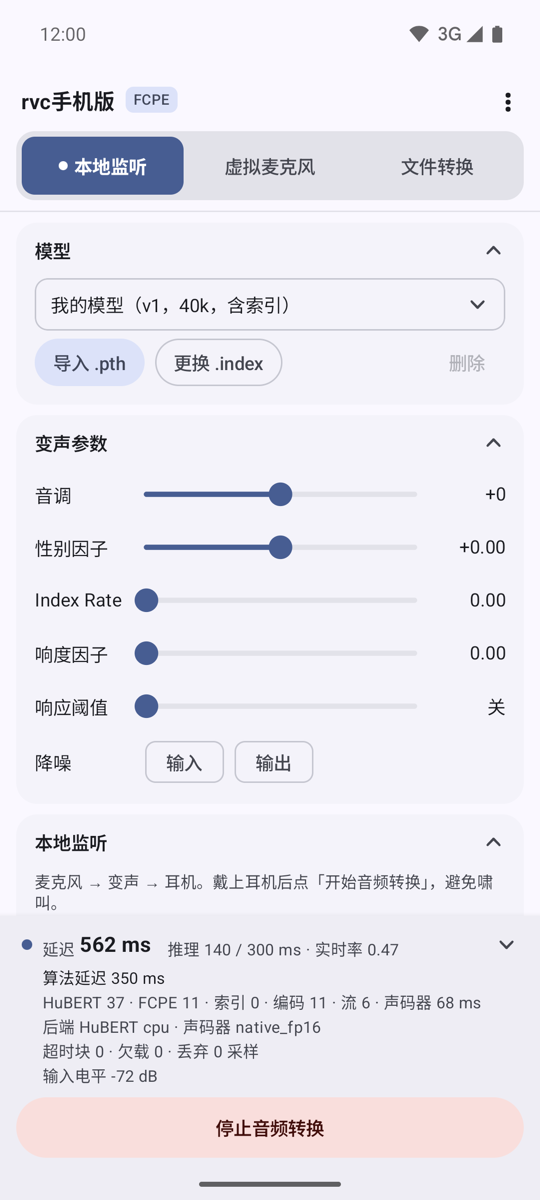 12:00
3G
rvc手机版 FCPE
本地监听 虚拟麦克风 文件转换
模型
我的模型（v1，40k，含索引）
导入 .pth 更换 .index 删除
变声参数
音调 +0
性别因子 +0.00
Index Rate 0.00
响度因子 0.00
响应阈值 关
降噪 输入 输出
本地监听
麦克风 → 变声 → 耳机。戴上耳机后点「开始音频转换」，避免啸
叫。
延迟 562 ms 推理 140 / 300 ms · 实时率 0.47
算法延迟 350 ms
HuBERT 37 · FCPE 11 · 索引 0 · 编码 11 · 流 6 · 声码器 68 ms
后端 HuBERT cpu · 声码器 native_fp16
超时块 0 · 欠载 0 · 丢弃 0 采样
输入电平 -72 dB
停止音频转换